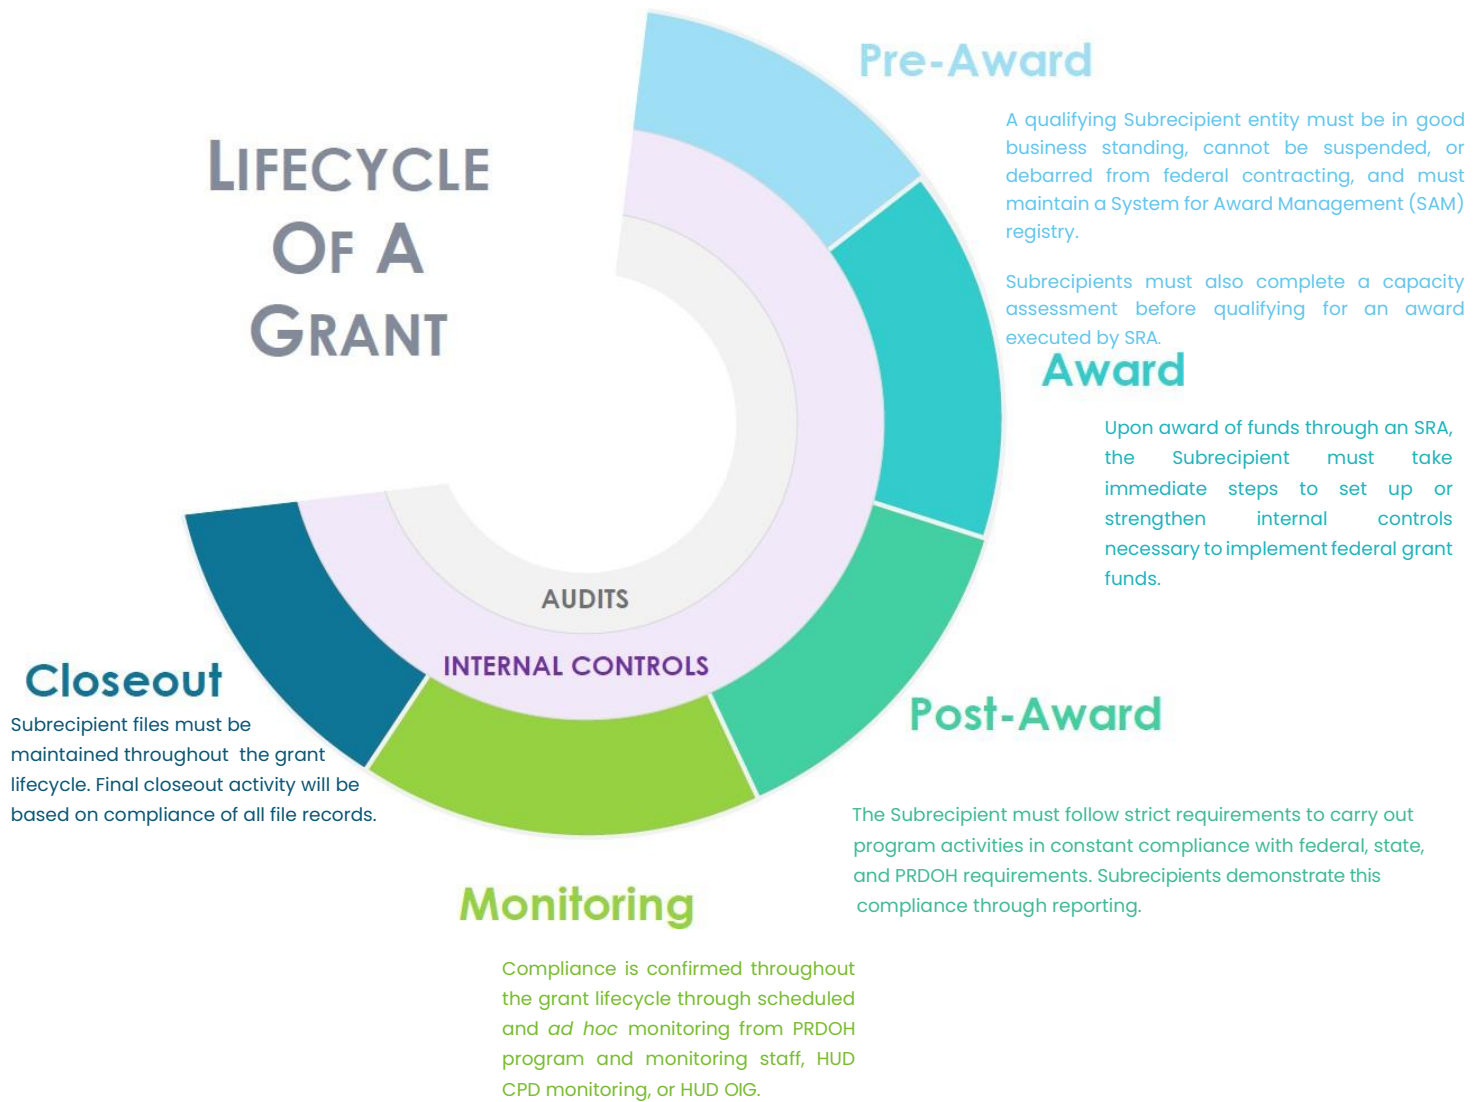 LIFECYCLE
OF A
GRANT
Pre-Award
A qualifying Subrecipient entity must be in good
business standing, cannot be suspended, or
debarred from federal contracting, and must
maintain a System for Award Management (SAM)
registry.
Subrecipients must also complete a capacity
assessment before qualifying for an award
executed by SRA.
Award
Upon award of funds through an SRA,
the Subrecipient must take
immediate steps to set up or
strengthen internal controls
necessary to implement federal grant
funds.
AUDITS
INTERNAL CONTROLS
Post-Award
The Subrecipient must follow strict requirements to carry out
program activities in constant compliance with federal, state,
and PRDOH requirements. Subrecipients demonstrate this
compliance through reporting.
Monitoring
Compliance is confirmed throughout
the grant lifecycle through scheduled
and ad hoc monitoring from PRDOH
program and monitoring staff, HUD
CPD monitoring, or HUD OIG.
Closeout
Subrecipient files must be
maintained throughout the grant
lifecycle. Final closeout activity will be
based on compliance of all file records.